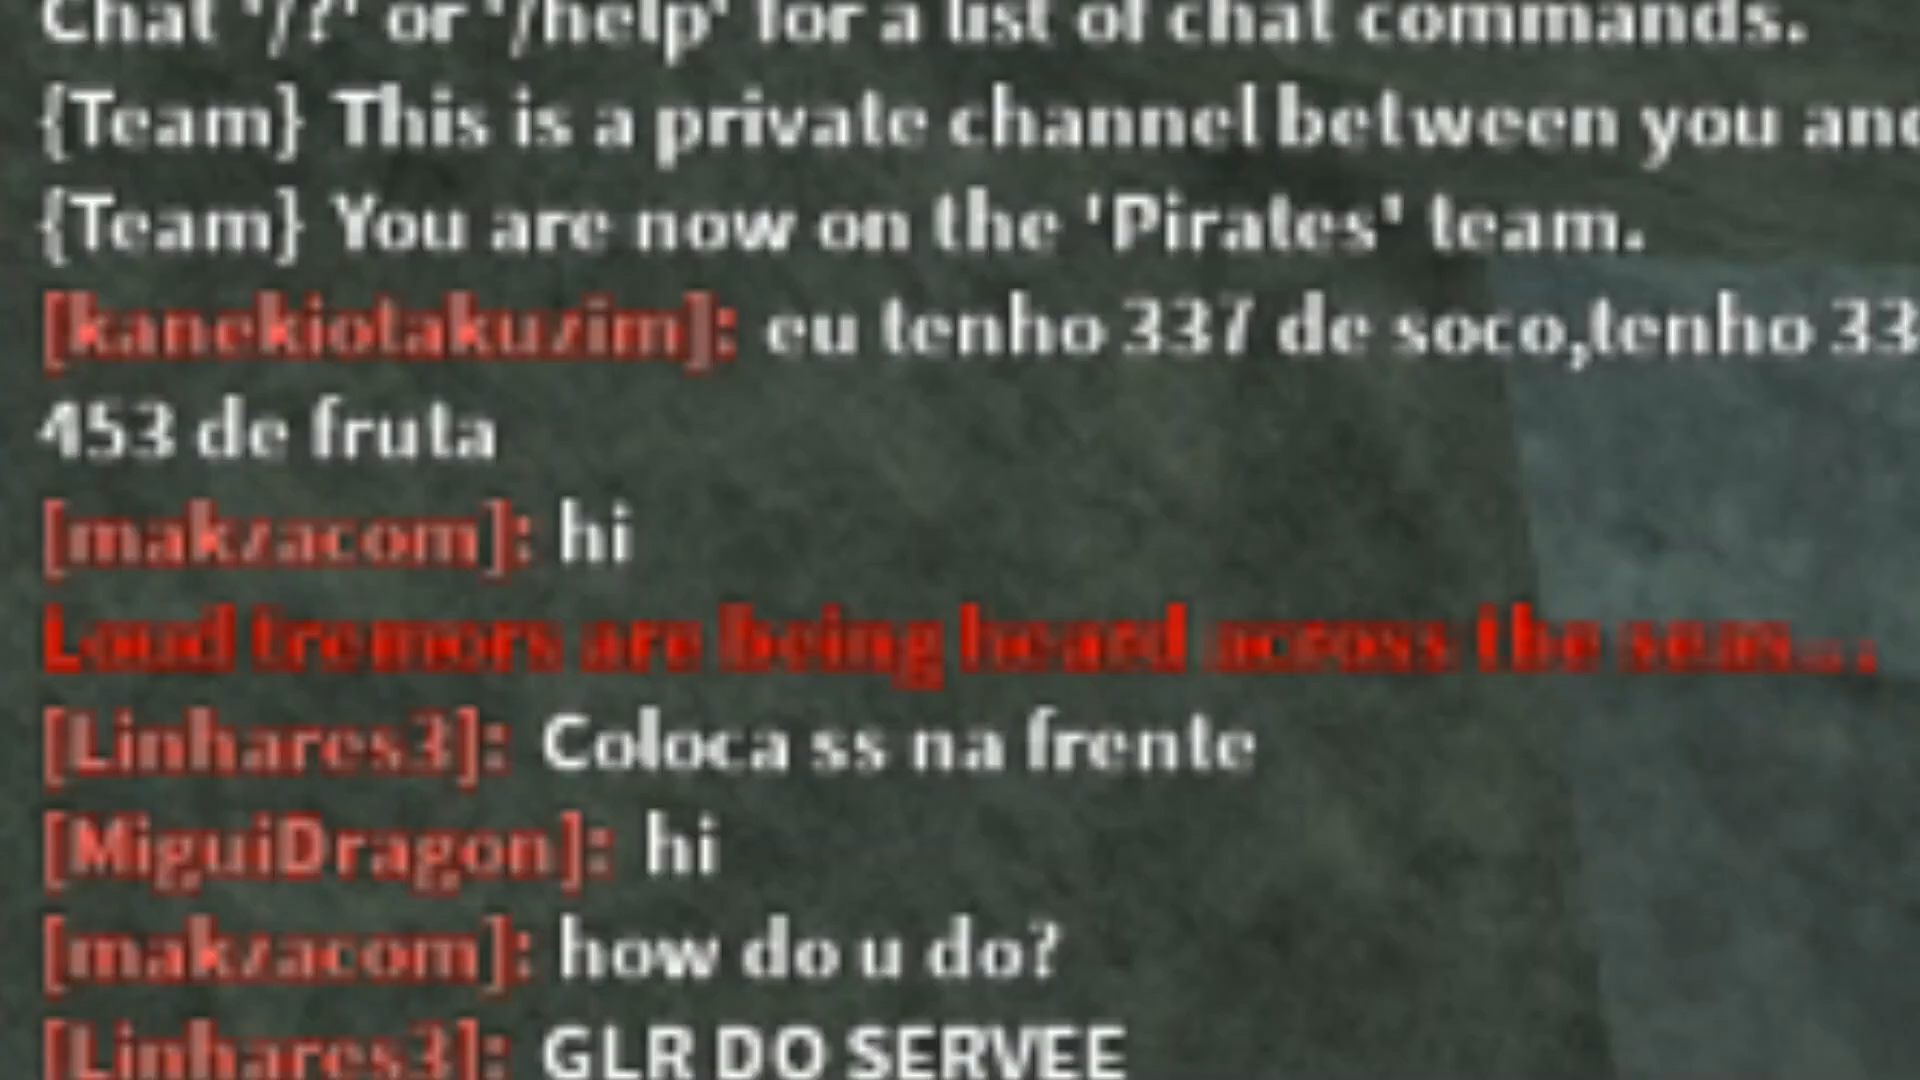 Chat '/?' or '/help' for a list of chat commands.
{Team} This is a private channel between you and
{Team} You are now on the 'Pirates' team.
[kanekiotakuzim]: eu tenho 337 de soco,tenho 33
453 de fruta
[makzacom]: hi
Loud tremors are being heard across the seas...
[Linhares3]: Coloca ss na frente
[MiguiDragon]: hi
[makzacom]: how do u do?
[Linhares3]: GLR DO SERVEE